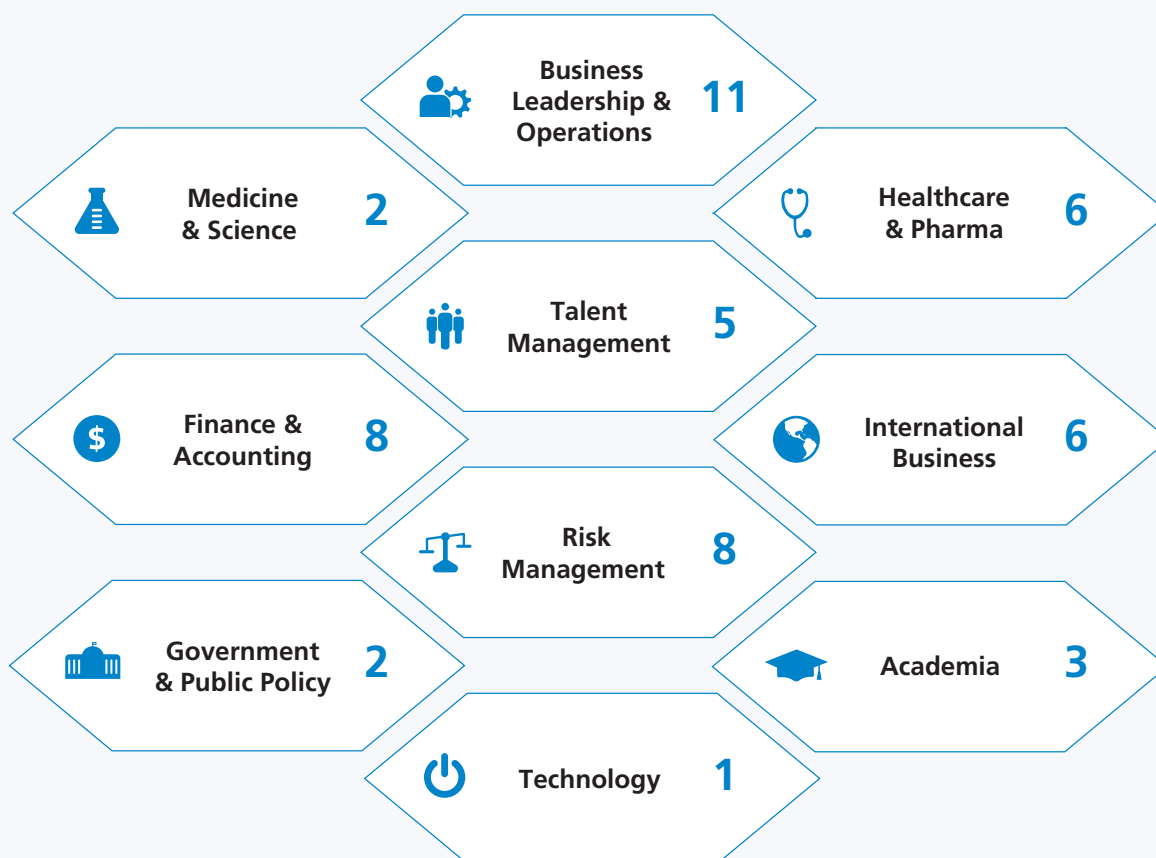 Business
Leadership &
Operations
11
Medicine
& Science
2
Healthcare
& Pharma
6
Talent
Management
5
Finance &
Accounting
8
International
Business
6
Risk
Management
8
Government
& Public Policy
2
Academia
3
Technology
1